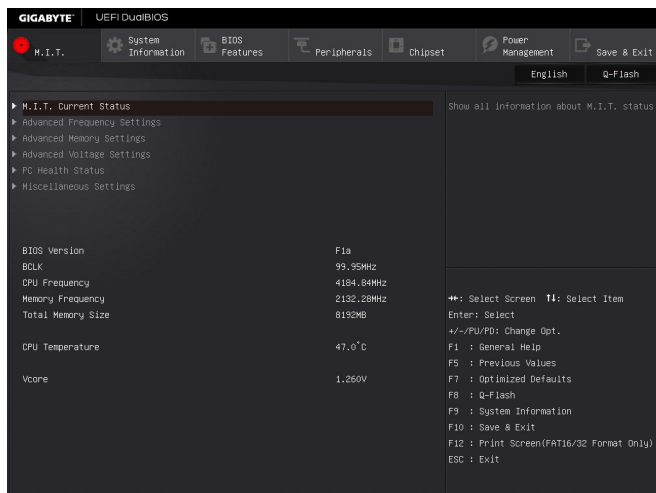 GIGABYTE™ UEFI DualBIOS
M.I.T.
System Information
BIOS Features
Peripherals
Chipset
Power Management
Save & Exit
English Q-Flash
M.I.T. Current Status
Show all information about M.I.T. status
Advanced Frequency Settings
Advanced Memory Settings
Advanced Voltage Settings
PC Health Status
Miscellaneous Settings
BIOS Version F1a
BCLK 99.95MHz
CPU Frequency 4184.84MHz
Memory Frequency 2132.28MHz
Total Memory Size 8192MB
CPU Temperature 47.0°C
Vcore 1.260V
→←: Select Screen ↑↓: Select Item
Enter: Select
+/-/PU/PD: Change Opt.
F1 : General Help
F5 : Previous Values
F7 : Optimized Defaults
F8 : Q-Flash
F9 : System Information
F10 : Save & Exit
F12 : Print Screen(FAT16/32 Format Only)
ESC : Exit